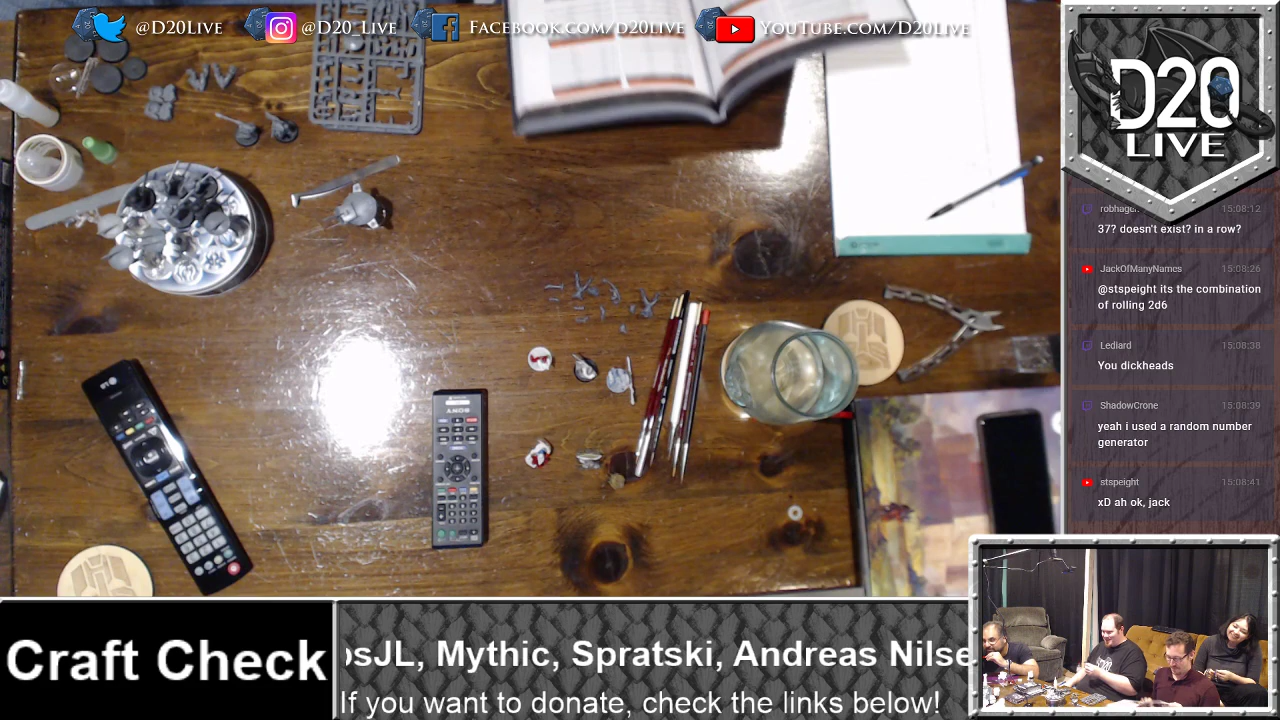 @D20Live
@D20_Live
Facebook.com/d20live
YouTube.com/D20Live
D20
LIVE
robhagen 15:08:12
37? doesn't exist? in a row?
JackOfManyNames 15:08:26
@stspeight its the combination
of rolling 2d6
Lediard 15:08:38
You dickheads
ShadowCrone 15:08:39
yeah i used a random number
generator
stspeight 15:08:41
xD ah ok, jack
LG
SONY
Craft Check
osJL, Mythic, Spratski, Andreas Nilse
If you want to donate, check the links below!